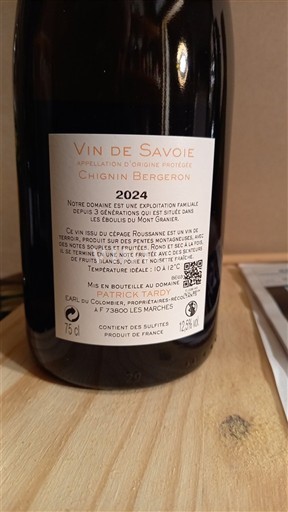 Vin de Savoie
Appellation d'Origine Protégée
Chignin Bergeron
2024
Notre domaine est une exploitation familiale
depuis 3 générations qui est située dans
les éboulis du Mont Granier.
Ce vin issu du cépage Roussanne est un vin de
terroir, produit sur des pentes montagneuses, avec
des notes souples et fruitées. Rond et sec à la fois,
il se termine en une note fruitée avec des senteurs
de fruits blancs, poire et noisette fraîche.
Température idéale : 10 à 12°C
Mis en bouteille au domaine
Patrick Tardy
EARL du Colombier, propriétaires-
à F 73800 Les Marches
75 cl
Contient des sulfites
Produit de France
12,5% vol.